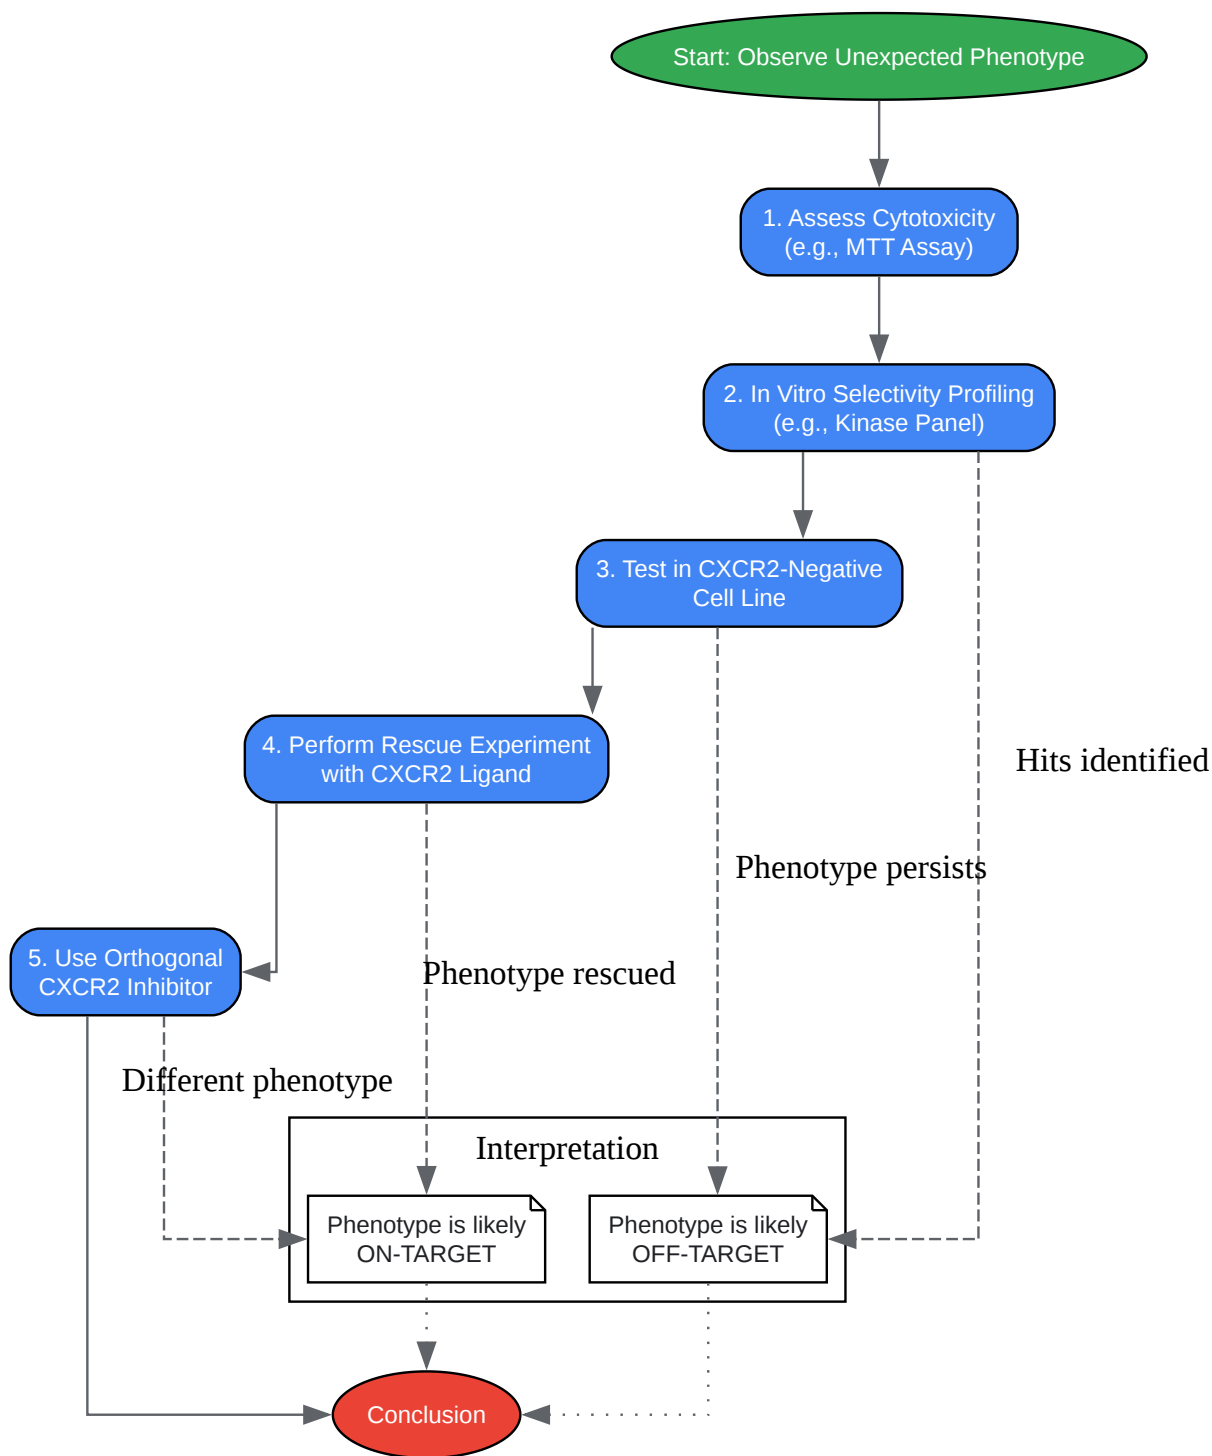 Start: Observe Unexpected Phenotype
1. Assess Cytotoxicity
(e.g., MTT Assay)
2. In Vitro Selectivity Profiling
(e.g., Kinase Panel)
3. Test in CXCR2-Negative
Cell Line
4. Perform Rescue Experiment
with CXCR2 Ligand
Hits identified
Phenotype persists
5. Use Orthogonal
CXCR2 Inhibitor
Phenotype rescued
Different phenotype
Interpretation
Phenotype is likely
ON-TARGET
Phenotype is likely
OFF-TARGET
Conclusion